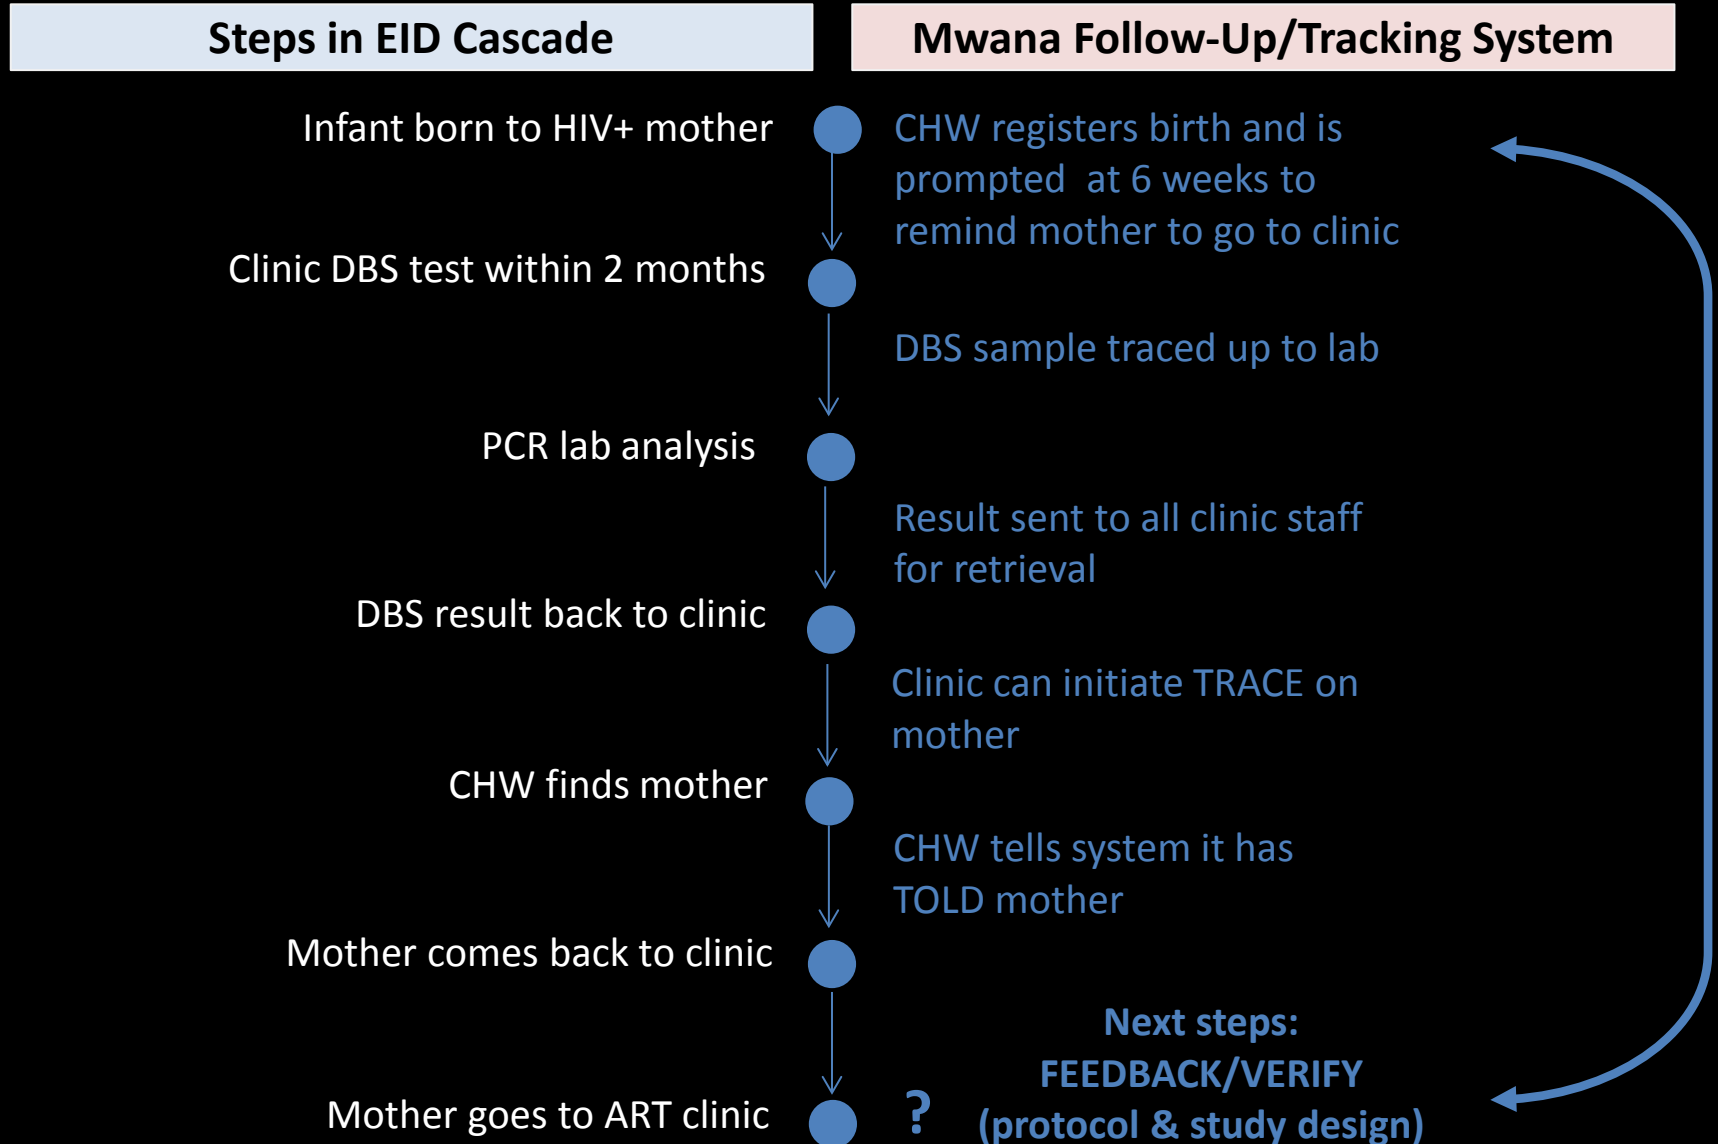 Steps in EID Cascade
Mwana Follow-Up/Tracking System
Infant born to HIV+ mother
CHW registers birth and is
prompted at 6 weeks to
remind mother to go to clinic
Clinic DBS test within 2 months
DBS sample traced up to lab
PCR lab analysis
Result sent to all clinic staff
for retrieval
DBS result back to clinic
Clinic can initiate TRACE on
mother
CHW finds mother
CHW tells system it has
TOLD mother
Mother comes back to clinic
Next steps:
FEEDBACK/VERIFY
(protocol & study design)
Mother goes to ART clinic
?